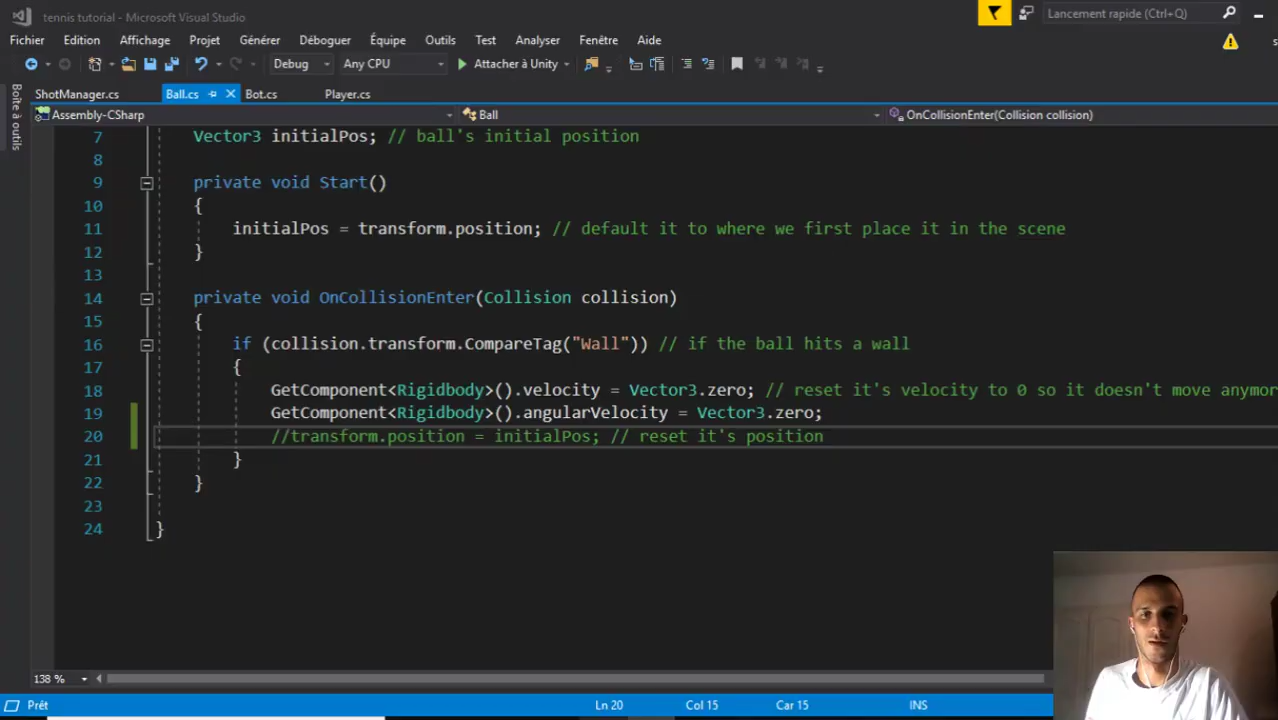 tennis tutorial - Microsoft Visual Studio
Lancement rapide (Ctrl+Q)
Fichier Edition Affichage Projet Générer Déboguer Équipe Outils Test Analyser Fenêtre Aide
Debug Any CPU Attacher à Unity
Boîte à outils
ShotManager.cs Ball.cs Bot.cs Player.cs
Assembly-CSharp Ball OnCollisionEnter(Collision collision)
7 Vector3 initialPos; // ball's initial position
8
9 private void Start()
10 {
11 initialPos = transform.position; // default it to where we first place it in the scene
12 }
13
14 private void OnCollisionEnter(Collision collision)
15 {
16 if (collision.transform.CompareTag("Wall")) // if the ball hits a wall
17 {
18 GetComponent<Rigidbody>().velocity = Vector3.zero; // reset it's velocity to 0 so it doesn't move anymor
19 GetComponent<Rigidbody>().angularVelocity = Vector3.zero;
20 //transform.position = initialPos; // reset it's position
21 }
22 }
23
24 }
138 %
Prêt Ln 20 Col 15 Car 15 INS